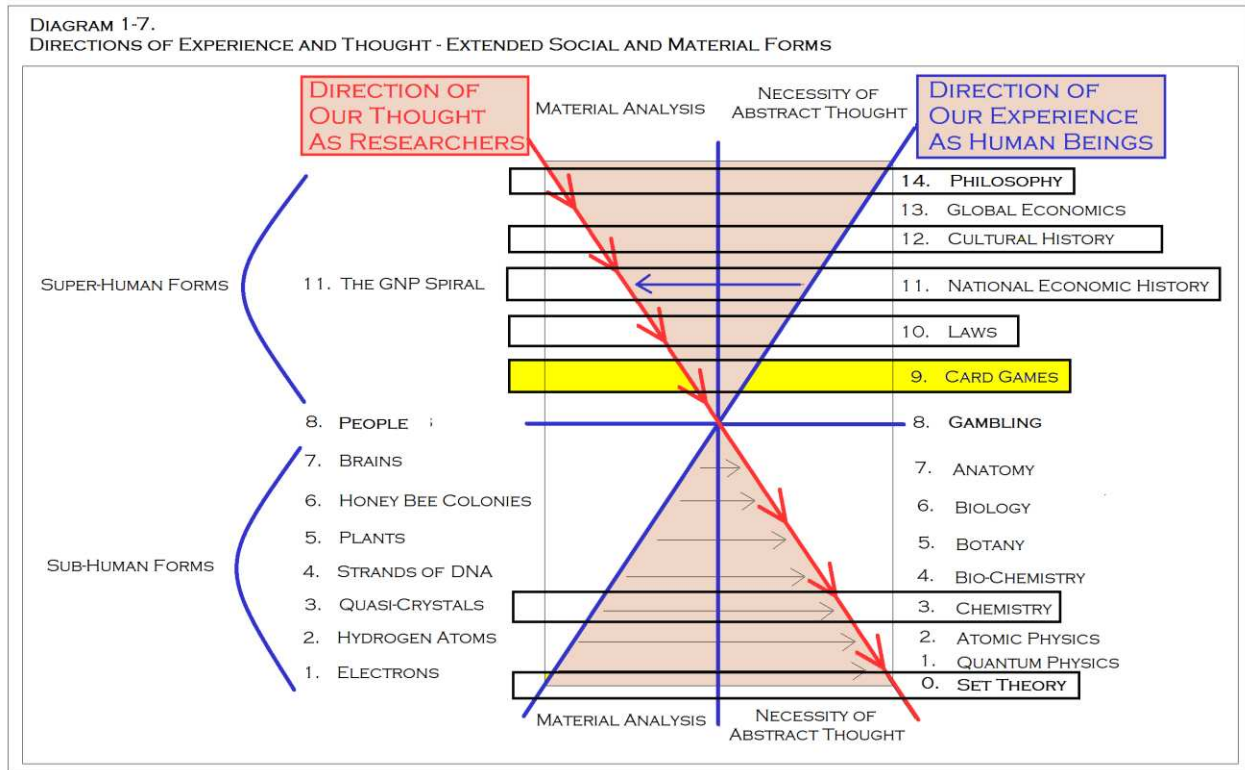 DIAGRAM 1-7.
DIRECTIONS OF EXPERIENCE AND THOUGHT - EXTENDED SOCIAL AND MATERIAL FORMS
DIRECTION OF
OUR THOUGHT
AS RESEARCHERS
MATERIAL ANALYSIS
NECESSITY OF
ABSTRACT THOUGHT
DIRECTION OF
OUR EXPERIENCE
AS HUMAN BEINGS
14. PHILOSOPHY
13. GLOBAL ECONOMICS
12. CULTURAL HISTORY
SUPER-HUMAN FORMS
11. THE GNP SPIRAL
11. NATIONAL ECONOMIC HISTORY
10. LAWS
9. CARD GAMES
8. PEOPLE
8. GAMBLING
7. BRAINS
7. ANATOMY
6. HONEY BEE COLONIES
6. BIOLOGY
5. PLANTS
5. BOTANY
SUB-HUMAN FORMS
4. STRANDS OF DNA
4. BIO-CHEMISTRY
3. QUASI-CRYSTALS
3. CHEMISTRY
2. HYDROGEN ATOMS
2. ATOMIC PHYSICS
1. ELECTRONS
1. QUANTUM PHYSICS
0. SET THEORY
MATERIAL ANALYSIS
NECESSITY OF
ABSTRACT THOUGHT